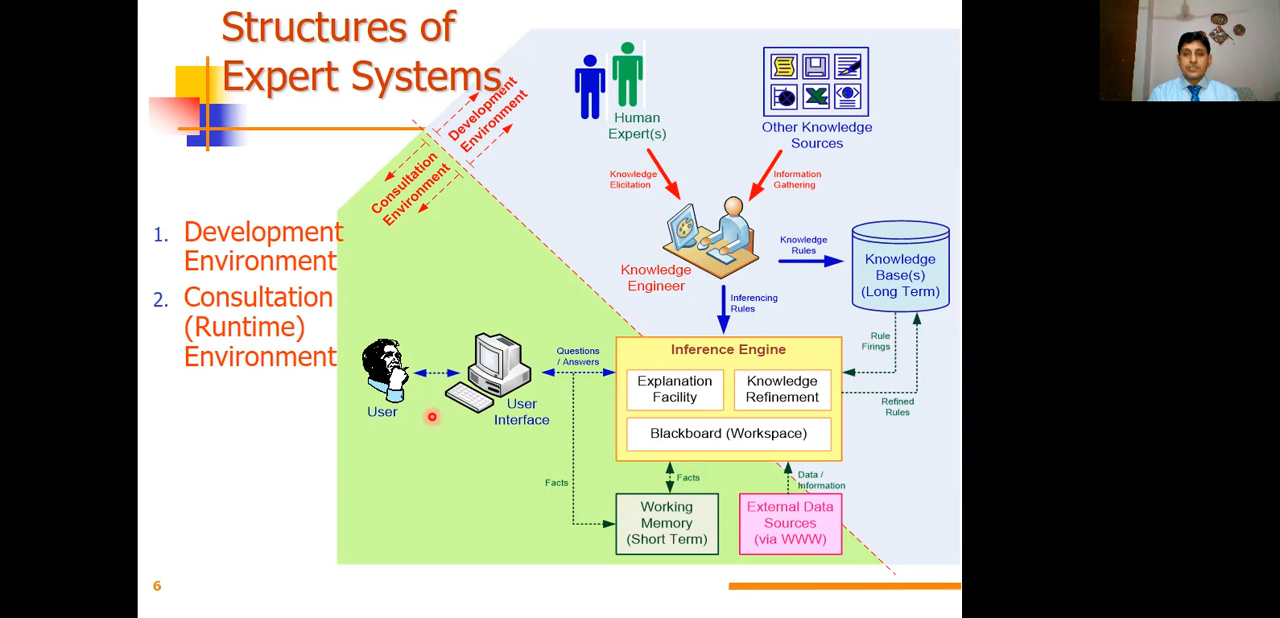 Structures of
Expert Systems
Development
Environment
Consultation
Environment
1. Development
Environment
2. Consultation
(Runtime)
Environment
Human
Expert(s)
Other Knowledge
Sources
Knowledge
Elicitation
Information
Gathering
Knowledge
Engineer
Knowledge
Rules
Knowledge
Base(s)
(Long Term)
Inferencing
Rules
Rule
Firings
Refined
Rules
Inference Engine
Explanation
Facility
Knowledge
Refinement
Blackboard (Workspace)
Questions
/ Answers
User
User
Interface
Facts
Facts
Data /
Information
Working
Memory
(Short Term)
External Data
Sources
(via WWW)
6